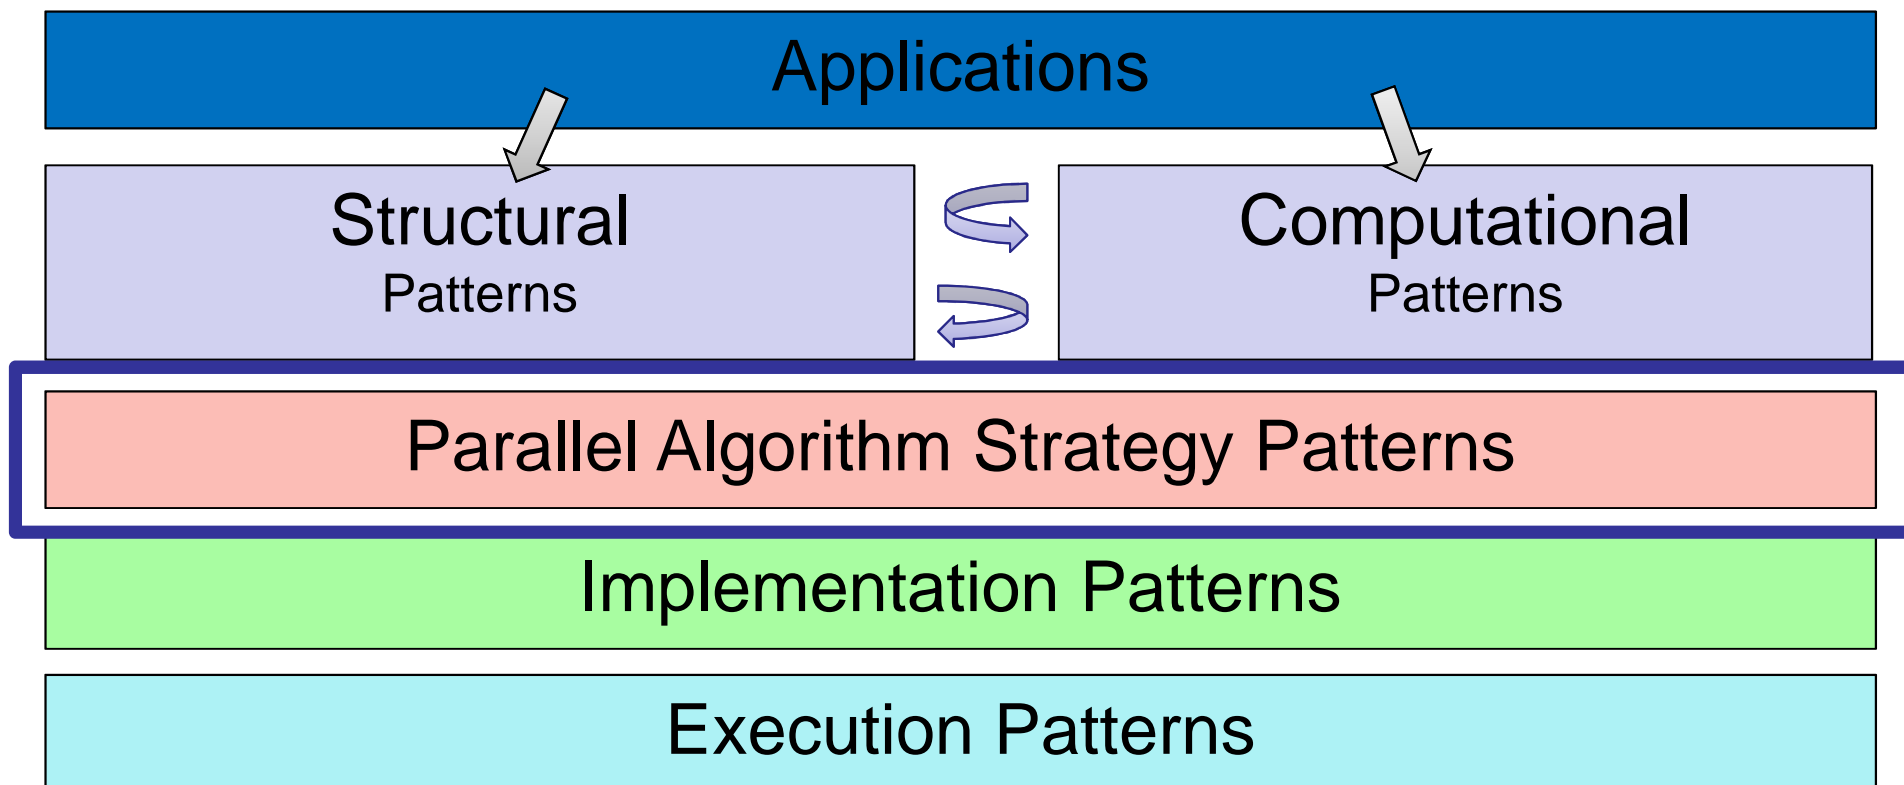 Applications
Structural
Patterns
Computational
Patterns
Parallel Algorithm Strategy Patterns
Implementation Patterns
Execution Patterns